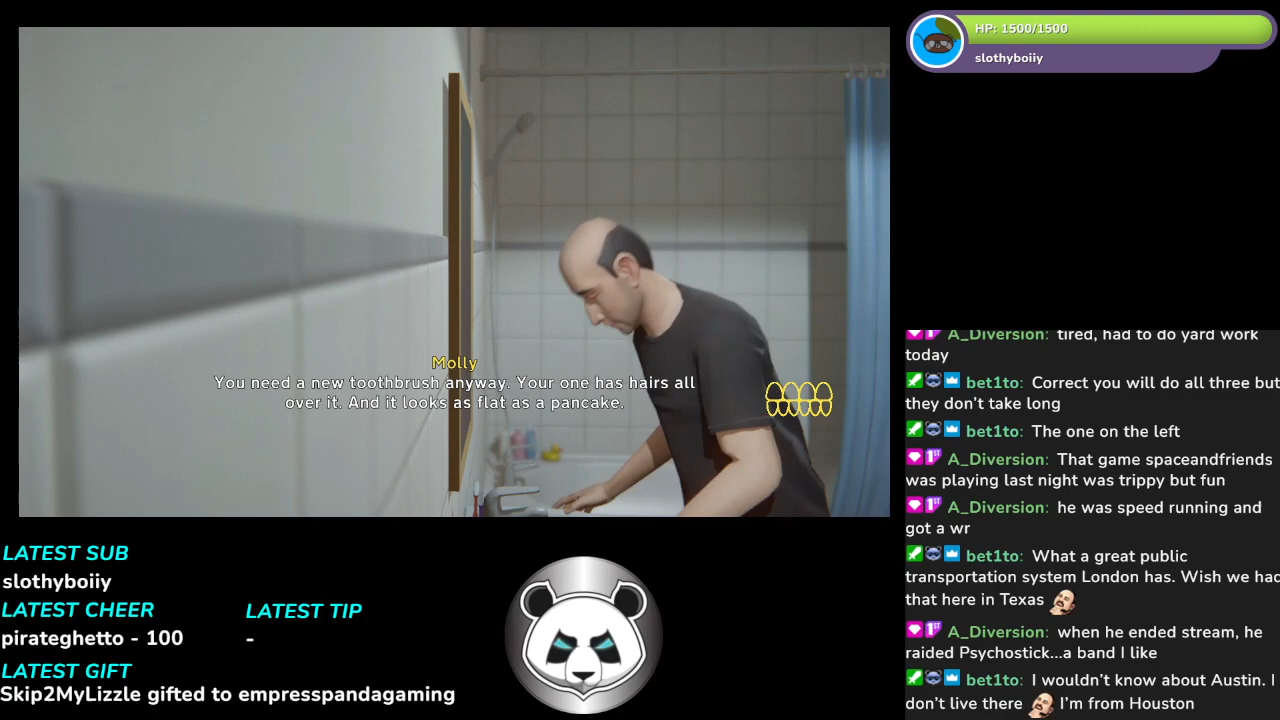 HP: 1500/1500
slothyboiiy
Molly
You need a new toothbrush anyway. Your one has hairs all
over it. And it looks as flat as a pancake.
A_Diversion: tired, had to do yard work
today
bet1to: Correct you will do all three but
they don't take long
bet1to: The one on the left
A_Diversion: That game spaceandfriends
was playing last night was trippy but fun
A_Diversion: he was speed running and
got a wr
bet1to: What a great public
transportation system London has. Wish we had
that here in Texas
A_Diversion: when he ended stream, he
raided Psychostick...a band I like
bet1to: I wouldn't know about Austin. I
don't live there I'm from Houston
LATEST SUB
slothyboiiy
LATEST CHEER
pirateghetto - 100
LATEST TIP
-
LATEST GIFT
Skip2MyLizzle gifted to empresspandagaming